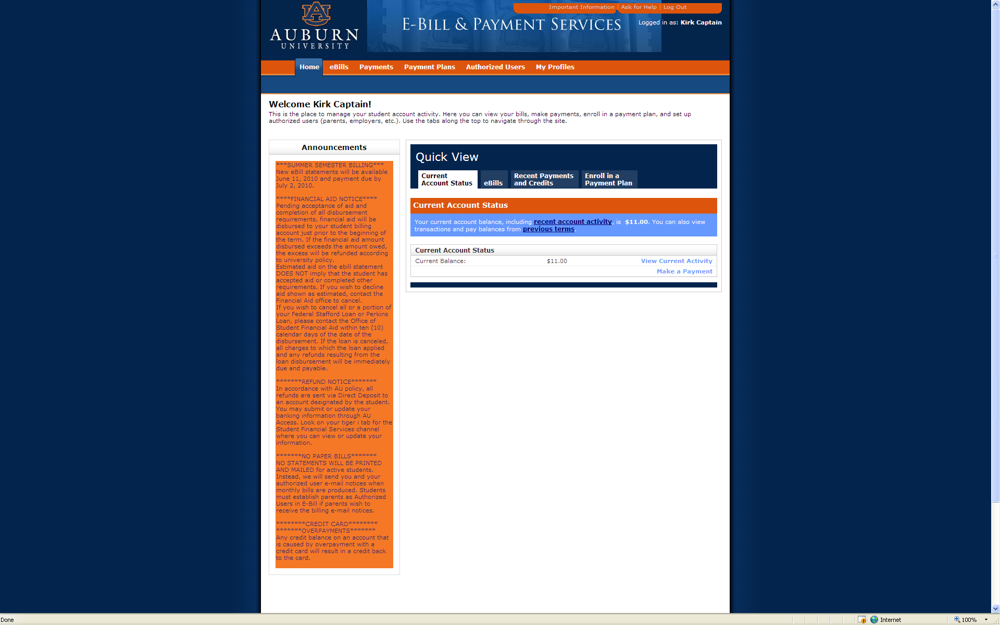 AUBURN
UNIVERSITY
E-BILL & PAYMENT SERVICES
Important Information | Ask for Help | Log Out
Logged in as: Kirk Captain
Home eBills Payments Payment Plans Authorized Users My Profiles
Welcome Kirk Captain!
This is the place to manage your student account activity. Here you can view your bills, make payments, enroll in a payment plan, and set up
authorized users (parents, employers, etc.). Use the tabs along the top to navigate through the site.
Announcements
***SUMMER SEMESTER BILLING***
New eBill statements will be available
June 11, 2010 and payment due by
July 2, 2010.
****FINANCIAL AID NOTICE****
Pending acceptance of aid and
completion of all disbursement
requirements, financial aid will be
disbursed to your student billing
account just prior to the beginning of
the term. If the financial aid amount
disbursed exceeds the amount owed,
the excess will be refunded according
to university policy.
Estimated aid on the ebill statement
DOES NOT imply that the student has
accepted aid or completed other
requirements. If you wish to decline
aid shown as estimated, contact the
Financial Aid office to cancel.
If you wish to cancel all or a portion of
your Federal Stafford Loan or Perkins
Loan, please contact the Office of
Student Financial Aid within ten (10)
calendar days of the date of the
disbursement. If the loan is canceled,
all charges to which the loan applied
and any refunds resulting from the
loan disbursement will be immediately
due and payable.
*******REFUND NOTICE*******
In accordance with AU policy, all
refunds are sent via Direct Deposit to
an account designated by the student.
You may submit or update your
banking information through AU
Access. Look on your tiger i tab for the
Student Financial Services channel
where you can view or update your
information.
*******NO PAPER BILLS*******
NO STATEMENTS WILL BE PRINTED
AND MAILED for active students.
Instead, we will send you and your
authorized user e-mail notices when
monthly bills are produced. Students
must establish parents as Authorized
Users in E-Bill if parents wish to
receive the billing e-mail notices.
********CREDIT CARD********
*******OVERPAYMENTS*******
Any credit balance on an account that
is caused by overpayment with a
credit card will result in a credit back
to the card.
Quick View
Current
Account Status
eBills
Recent Payments
and Credits
Enroll in a
Payment Plan
Current Account Status
Your current account balance, including recent account activity, is $11.00. You can also view
transactions and pay balances from previous terms.
Current Account Status
Current Balance: $11.00 View Current Activity
Make a Payment
Done
Internet
100%